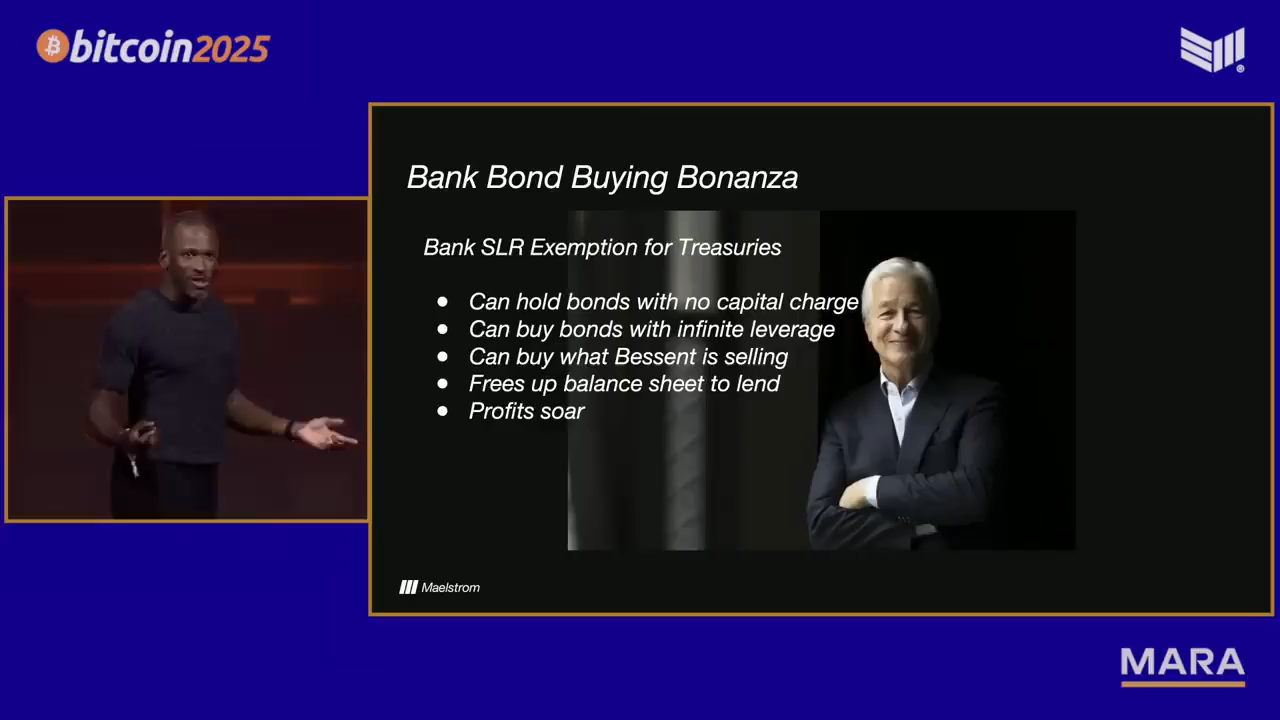 bitcoin2025
Bank Bond Buying Bonanza
Bank SLR Exemption for Treasuries
● Can hold bonds with no capital charge
● Can buy bonds with infinite leverage
● Can buy what Bessent is selling
● Frees up balance sheet to lend
● Profits soar
Maelstrom
MARA